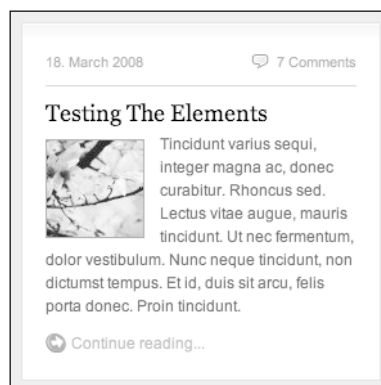 18. March 2008
7 Comments
Testing The Elements
Tincidunt varius sequi,
integer magna ac, donec
curabitur. Rhoncus sed.
Lectus vitae augue, mauris
tincidunt. Ut nec fermentum,
dolor vestibulum. Nunc neque tincidunt, non
dictumst tempus. Et id, duis sit arcu, felis
porta donec. Proin tincidunt.
Continue reading...